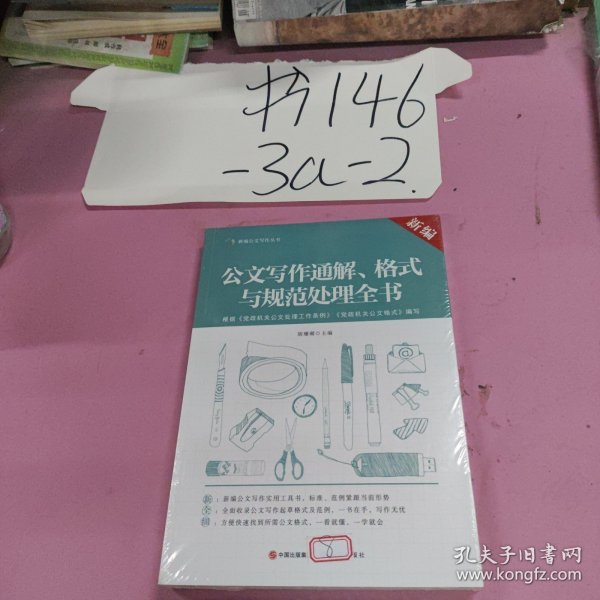 书146
-3a-2.
新编公文写作丛书
新编
公文写作通解、格式
与规范处理全书
根据《党政机关公文处理工作条例》《党政机关公文格式》编写
主编
新：新编公文写作实用工具书，标准、范例紧跟当前形势
全：全面收录公文写作起草格式及范例，一书在手，写作无忧
细：方便快速找到所需公文格式，一看就懂，一学就会
中国出版集
8
孔夫子旧书网
www.kongfz.com